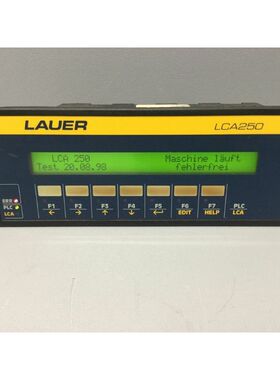 LAUER LCA250
LCA 250 Maschine läuft
Test 20.08.98 fehlerfrei
ERR
PLC
LCA
F1 F2 F3 F4 F5 F6 F7 PLC
← → ↑ ↓ ↵ EDIT HELP LCA